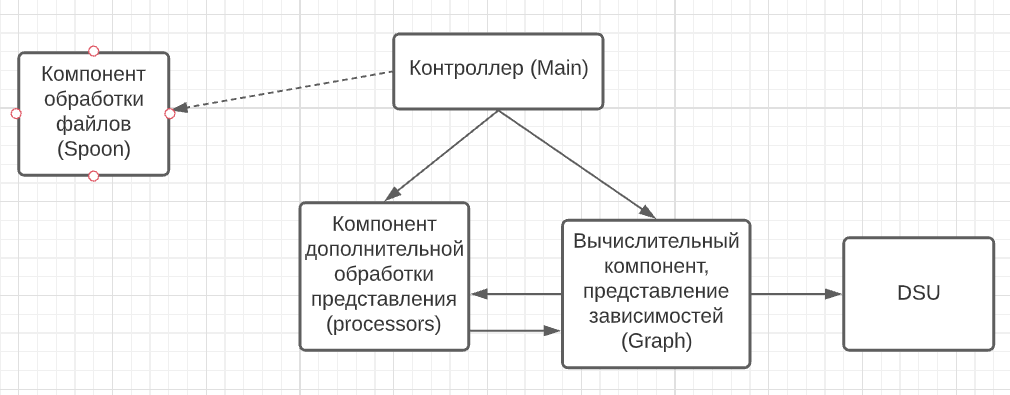 Компонент
обработки
файлов
(Spoon)
Контроллер (Main)
Компонент
дополнительной
обработки
представления
(processors)
Вычислительный
компонент,
представление
зависимостей
(Graph)
DSU